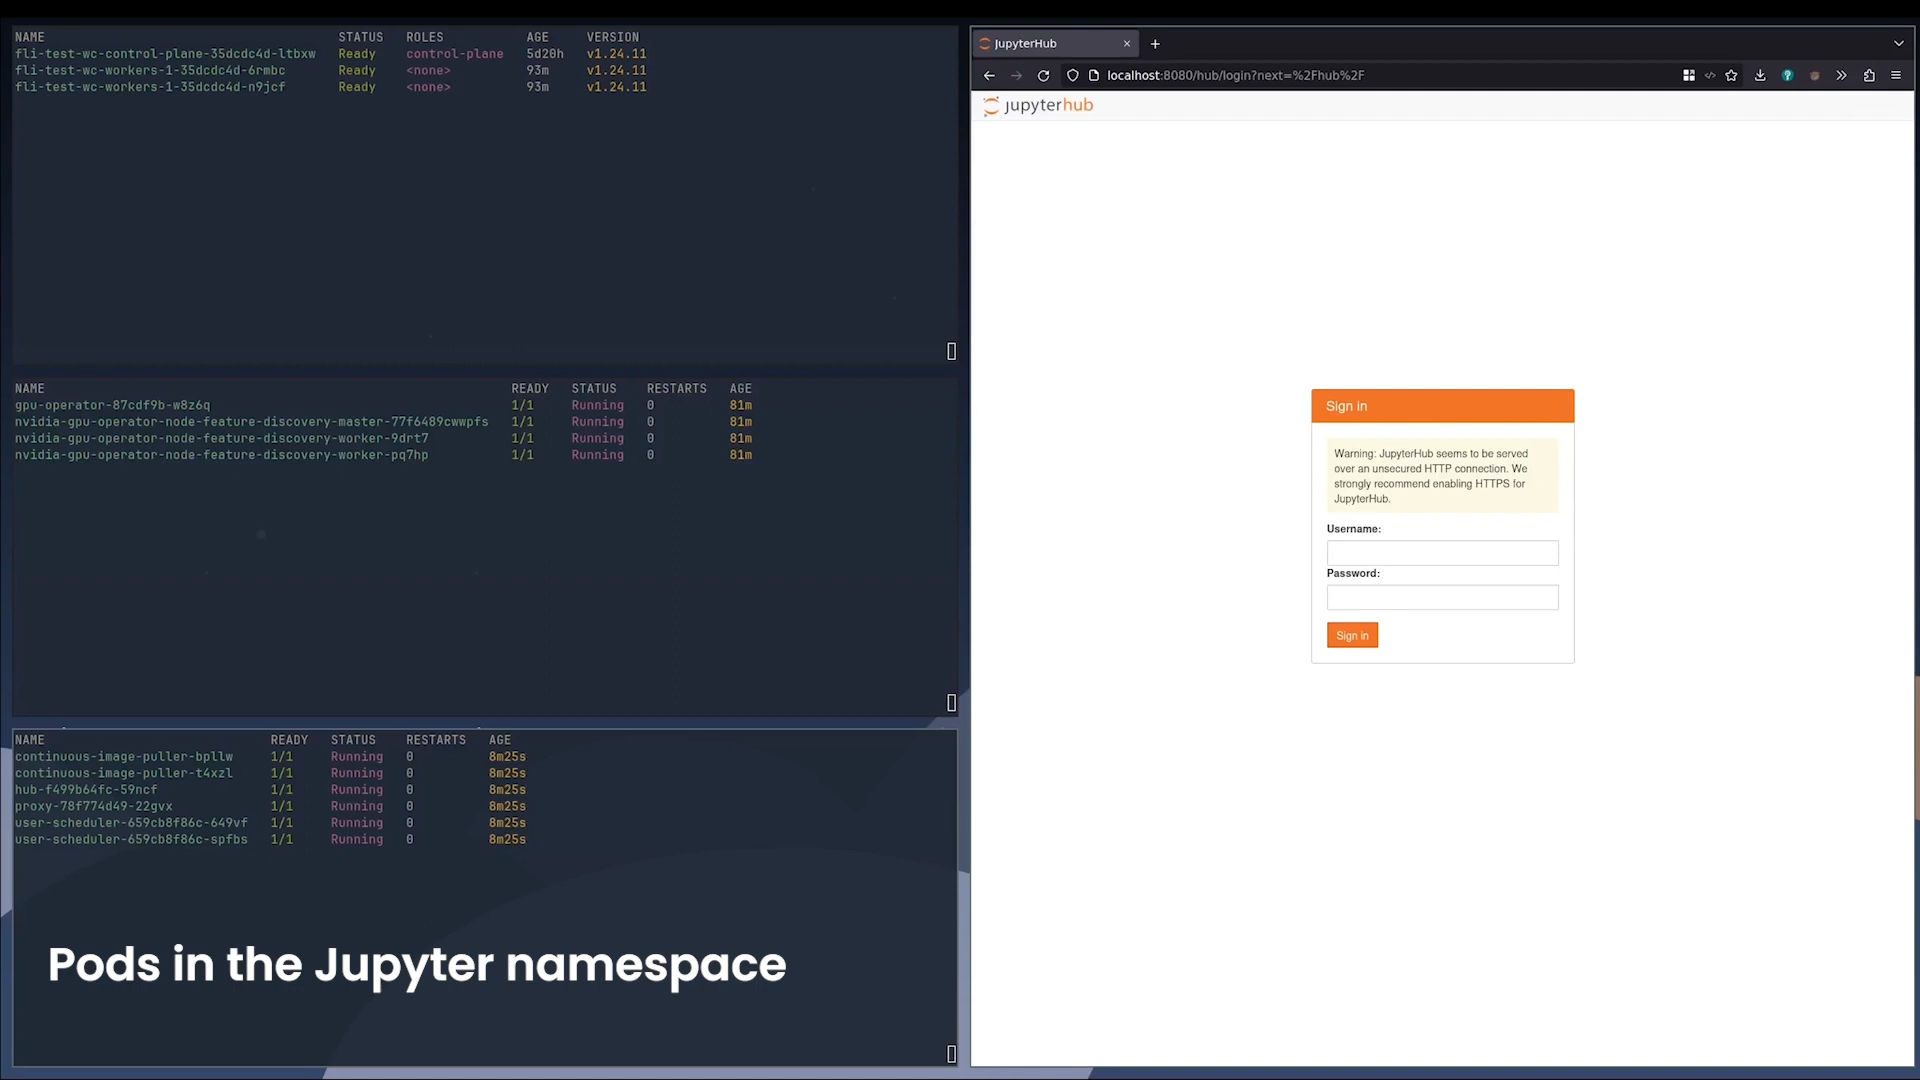 NAME STATUS ROLES AGE VERSION
fli-test-wc-control-plane-35dcdc4d-ltbxw Ready control-plane 5d20h v1.24.11
fli-test-wc-workers-1-35dcdc4d-6rmbc Ready <none> 93m v1.24.11
fli-test-wc-workers-1-35dcdc4d-n9jcf Ready <none> 93m v1.24.11
NAME READY STATUS RESTARTS AGE
gpu-operator-87cdf9b-w8z6q 1/1 Running 0 81m
nvidia-gpu-operator-node-feature-discovery-master-77f6489cwwpfs 1/1 Running 0 81m
nvidia-gpu-operator-node-feature-discovery-worker-9drt7 1/1 Running 0 81m
nvidia-gpu-operator-node-feature-discovery-worker-pq7hp 1/1 Running 0 81m
NAME READY STATUS RESTARTS AGE
continuous-image-puller-bpllw 1/1 Running 0 8m25s
continuous-image-puller-t4xzl 1/1 Running 0 8m25s
hub-f499b64fc-59ncf 1/1 Running 0 8m25s
proxy-78f774d49-22gvx 1/1 Running 0 8m25s
user-scheduler-659cb8f86c-649vf 1/1 Running 0 8m25s
user-scheduler-659cb8f86c-spfbs 1/1 Running 0 8m25s
Pods in the Jupyter namespace
JupyterHub
localhost:8080/hub/login?next=%2Fhub%2F
jupyterhub
Sign in
Warning: JupyterHub seems to be served
over an unsecured HTTP connection. We
strongly recommend enabling HTTPS for
JupyterHub.
Username:
Password:
Sign in